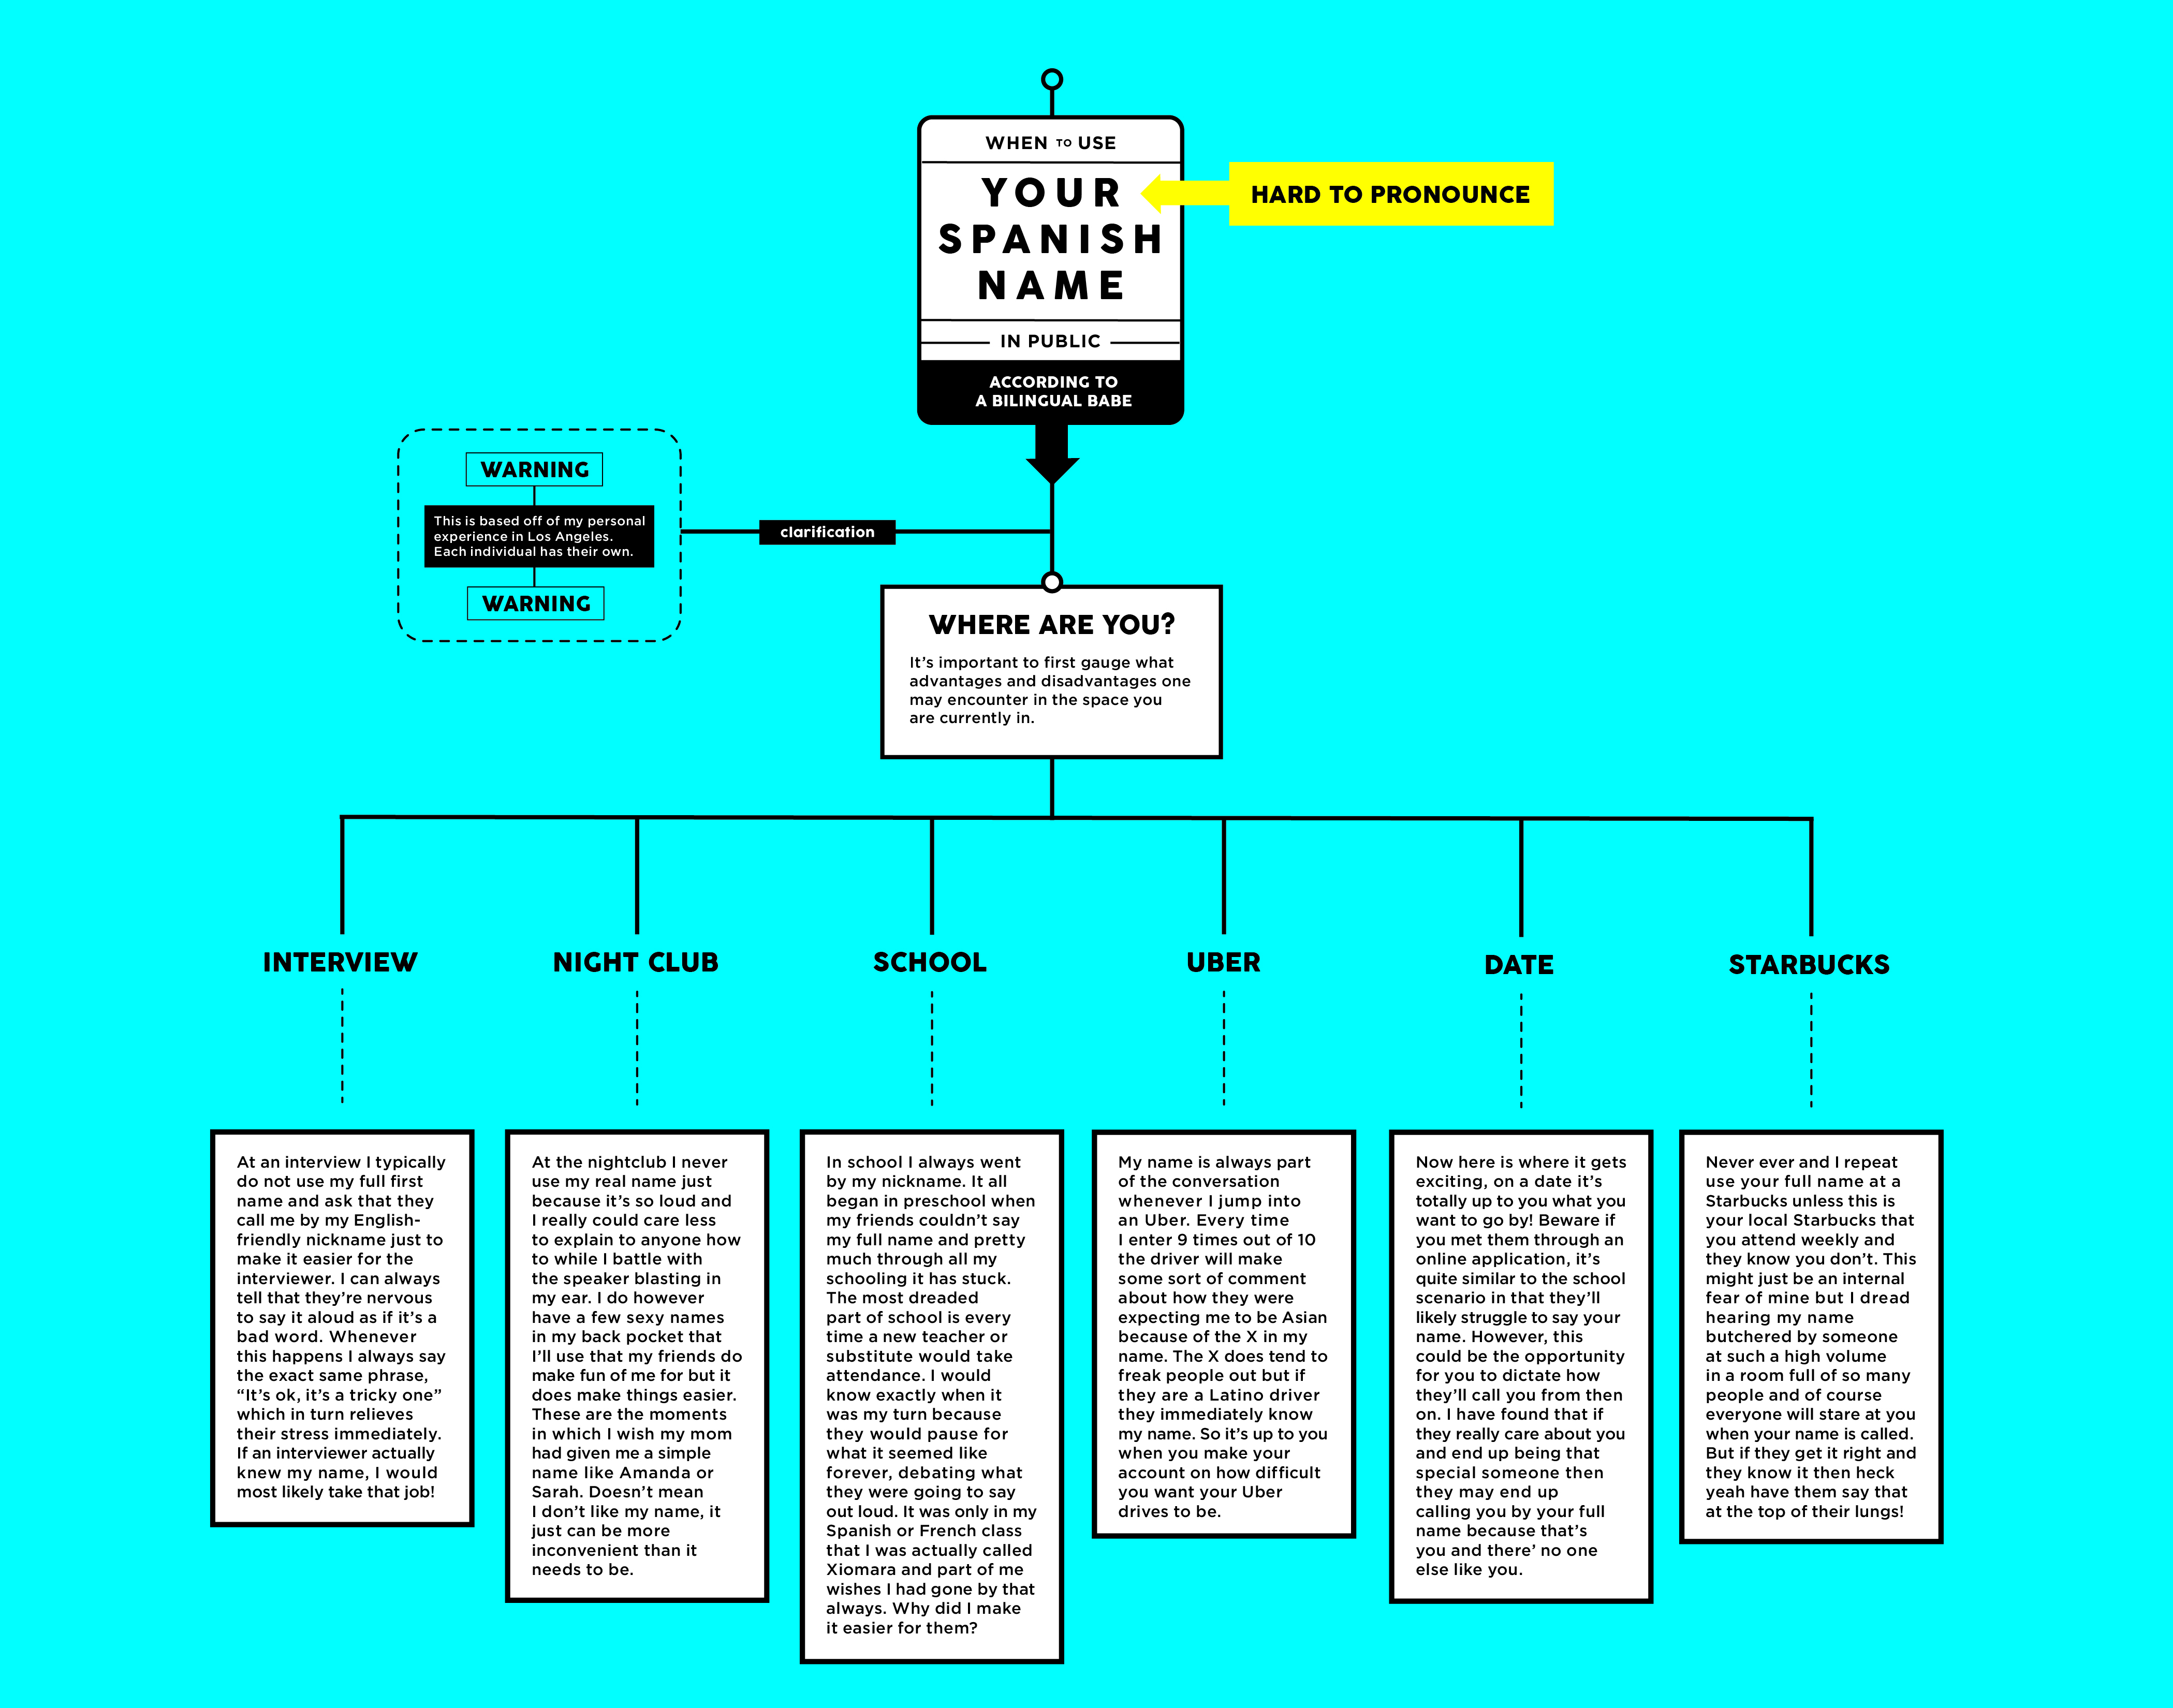 WHEN TO USE
YOUR
SPANISH
NAME
IN PUBLIC
ACCORDING TO
A BILINGUAL BABE
HARD TO PRONOUNCE
WARNING
This is based off of my personal
experience in Los Angeles.
Each individual has their own.
WARNING
clarification
WHERE ARE YOU?
It's important to first gauge what
advantages and disadvantages one
may encounter in the space you
are currently in.
INTERVIEW
At an interview I typically
do not use my full first
name and ask that they
call me by my English-
friendly nickname just to
make it easier for the
interviewer. I can always
tell that they're nervous
to say it aloud as if it's a
bad word. Whenever
this happens I always say
the exact same phrase,
“It's ok, it's a tricky one”
which in turn relieves
their stress immediately.
If an interviewer actually
knew my name, I would
most likely take that job!
NIGHT CLUB
At the nightclub I never
use my real name just
because it's so loud and
I really could care less
to explain to anyone how
to while I battle with
the speaker blasting in
my ear. I do however
have a few sexy names
in my back pocket that
I'll use that my friends do
make fun of me for but it
does make things easier.
These are the moments
in which I wish my mom
had given me a simple
name like Amanda or
Sarah. Doesn't mean
I don't like my name, it
just can be more
inconvenient than it
needs to be.
SCHOOL
In school I always went
by my nickname. It all
began in preschool when
my friends couldn't say
my full name and pretty
much through all my
schooling it has stuck.
The most dreaded
part of school is every
time a new teacher or
substitute would take
attendance. I would
know exactly when it
was my turn because
they would pause for
what it seemed like
forever, debating what
they were going to say
out loud. It was only in my
Spanish or French class
that I was actually called
Xiomara and part of me
wishes I had gone by that
always. Why did I make
it easier for them?
UBER
My name is always part
of the conversation
whenever I jump into
an Uber. Every time
I enter 9 times out of 10
the driver will make
some sort of comment
about how they were
expecting me to be Asian
because of the X in my
name. The X does tend to
freak people out but if
they are a Latino driver
they immediately know
my name. So it's up to you
when you make your
account on how difficult
you want your Uber
drives to be.
DATE
Now here is where it gets
exciting, on a date it's
totally up to you what you
want to go by! Beware if
you met them through an
online application, it's
quite similar to the school
scenario in that they'll
likely struggle to say your
name. However, this
could be the opportunity
for you to dictate how
they'll call you from then
on. I have found that if
they really care about you
and end up being that
special someone then
they may end up
calling you by your full
name because that's
you and there' no one
else like you.
STARBUCKS
Never ever and I repeat
use your full name at a
Starbucks unless this is
your local Starbucks that
you attend weekly and
they know you don't. This
might just be an internal
fear of mine but I dread
hearing my name
butchered by someone
at such a high volume
in a room full of so many
people and of course
everyone will stare at you
when your name is called.
But if they get it right and
they know it then heck
yeah have them say that
at the top of their lungs!